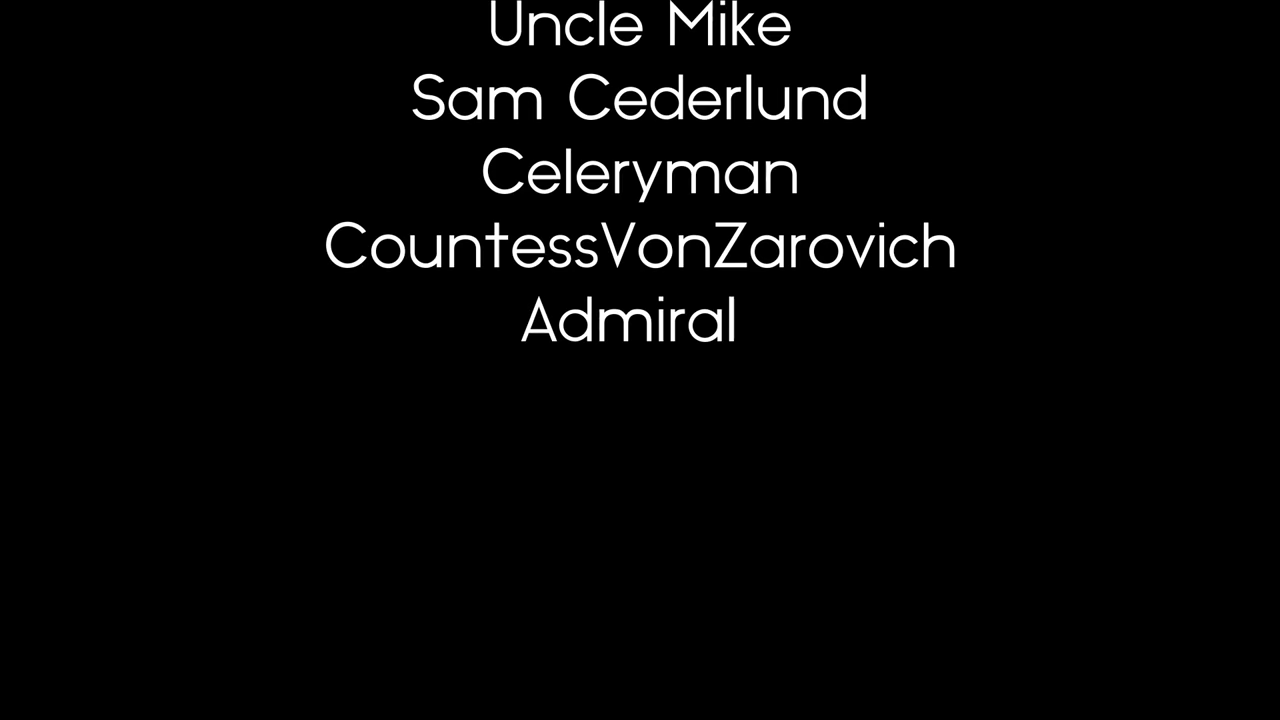 Uncle Mike
Sam Cederlund
Celeryman
CountessVonZarovich
Admiral